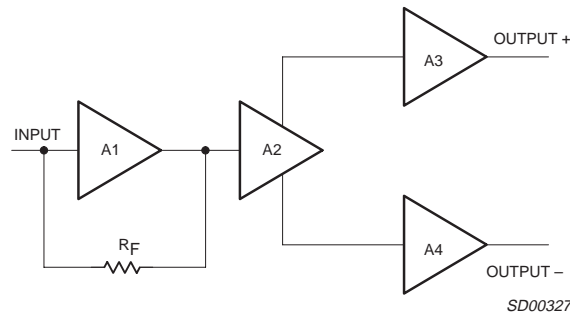 OUTPUT +
A3
INPUT
A1
A2
RF
A4
OUTPUT –
SD00327